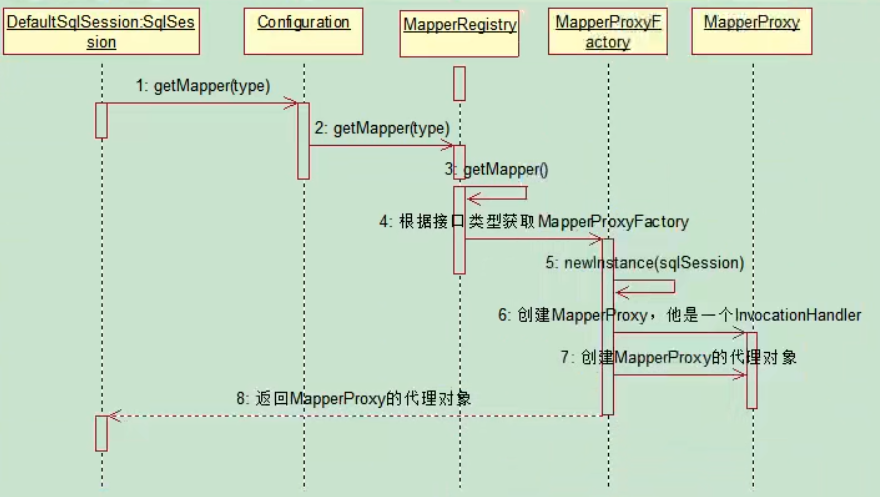 DefaultSqlSession:SqlSes
sion
Configuration
MapperRegistry
MapperProxyF
actory
MapperProxy
1: getMapper(type)
2: getMapper(type)
3: getMapper()
4: 根据接口类型获取MapperProxyFactory
5: newInstance(sqlSession)
6: 创建MapperProxy，他是一个InvocationHandler
7: 创建MapperProxy的代理对象
8: 返回MapperProxy的代理对象